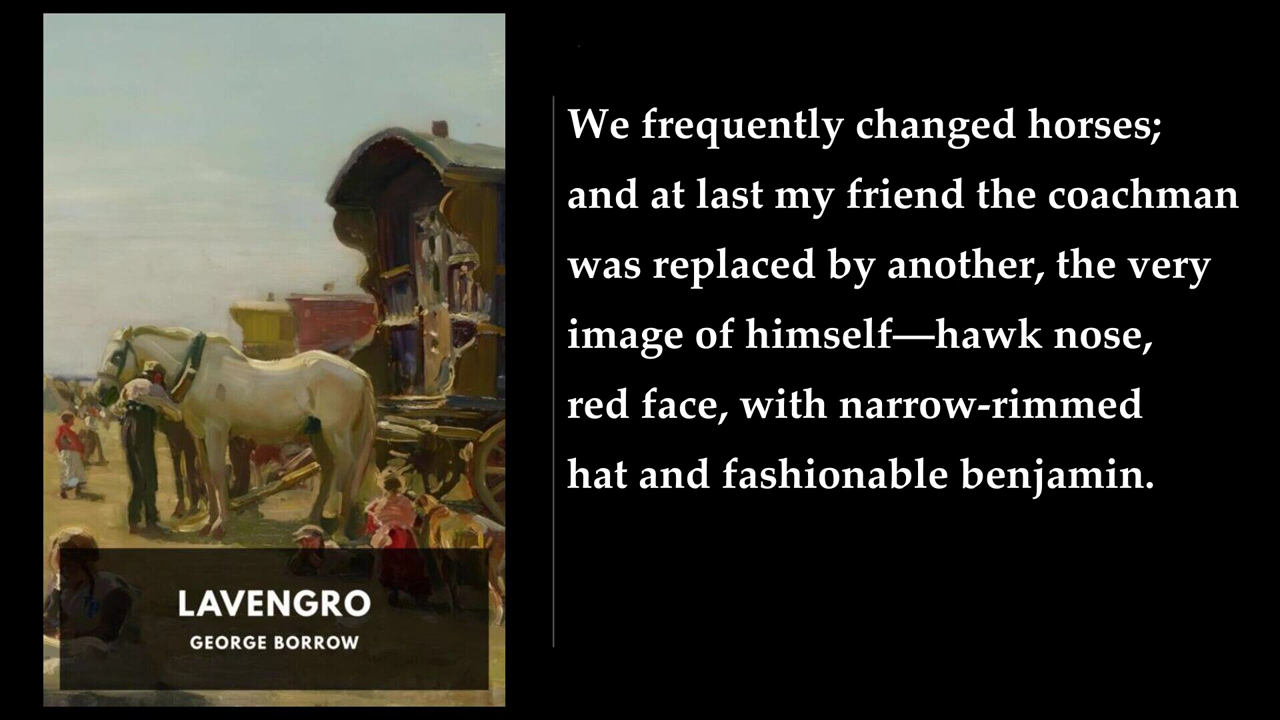 LAVENGRO
GEORGE BORROW
We frequently changed horses;
and at last my friend the coachman
was replaced by another, the very
image of himself—hawk nose,
red face, with narrow-rimmed
hat and fashionable benjamin.